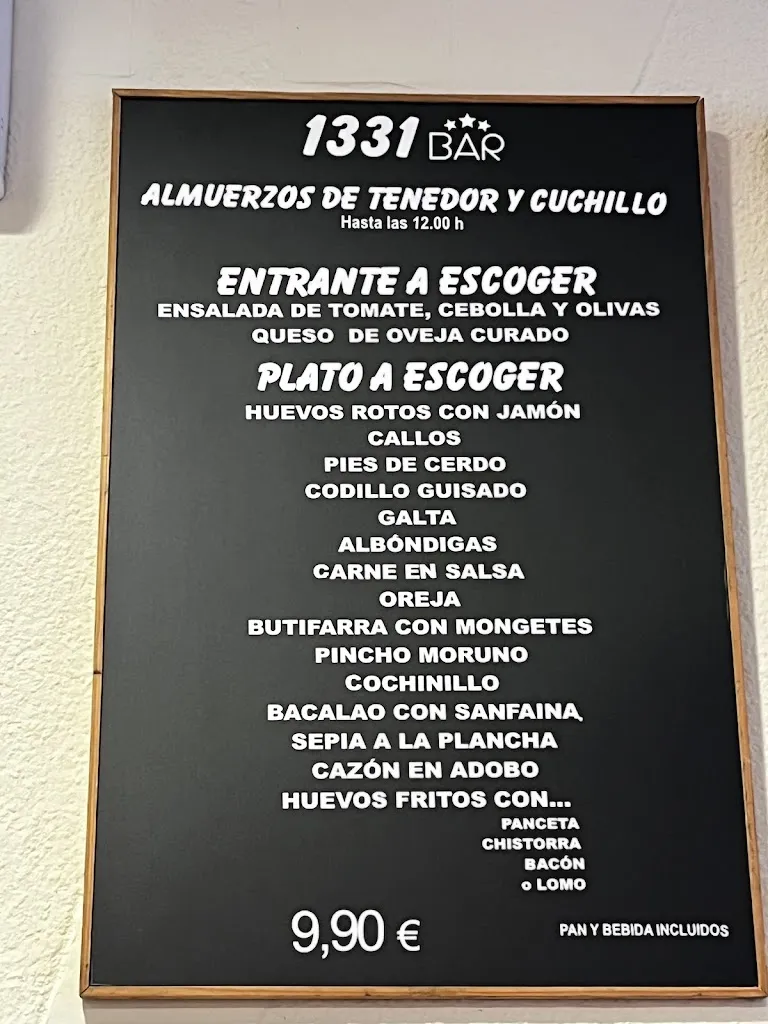 1331 BAR
ALMUERZOS DE TENEDOR Y CUCHILLO
Hasta las 12.00 h
ENTRANTE A ESCOGER
ENSALADA DE TOMATE, CEBOLLA Y OLIVAS
QUESO DE OVEJA CURADO
PLATO A ESCOGER
HUEVOS ROTOS CON JAMÓN
CALLOS
PIES DE CERDO
CODILLO GUISADO
GALTA
ALBÓNDIGAS
CARNE EN SALSA
OREJA
BUTIFARRA CON MONGETES
PINCHO MORUNO
COCHINILLO
BACALAO CON SANFAINA
SEPIA A LA PLANCHA
CAZÓN EN ADOBO
HUEVOS FRITOS CON...
PANCETA
CHISTORRA
BACÓN
o LOMO
9,90 €
PAN Y BEBIDA INCLUIDOS